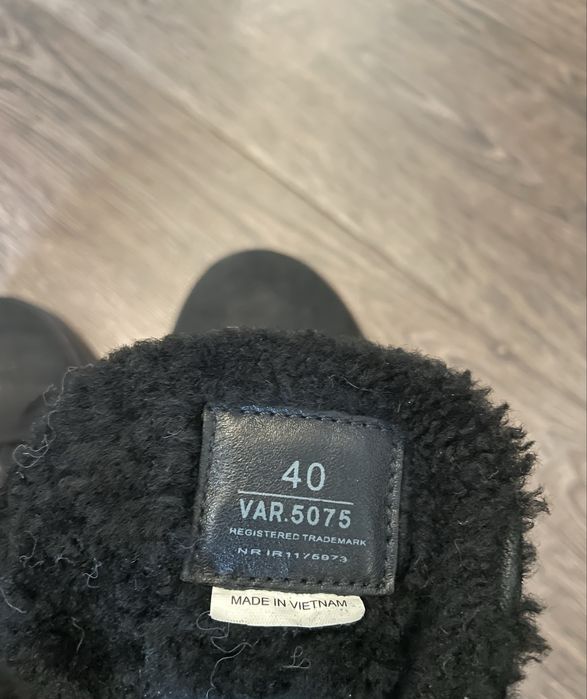 40
VAR.5075
REGISTERED TRADEMARK
NR IR1175973
MADE IN VIETNAM